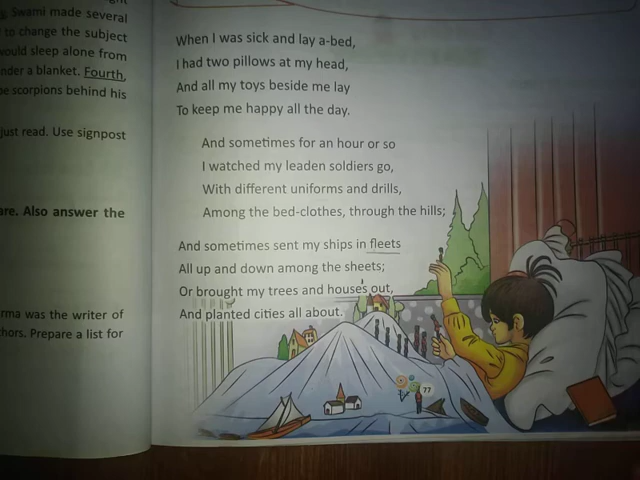 Swami made several
to change the subject
would sleep alone from
under a blanket. Fourth,
scorpions behind his
just read. Use signpost
Also answer the
was the writer of
Prepare a list for
When I was sick and lay a-bed,
I had two pillows at my head,
And all my toys beside me lay
To keep me happy all the day.
And sometimes for an hour or so
I watched my leaden soldiers go,
With different uniforms and drills,
Among the bed-clothes, through the hills;
And sometimes sent my ships in fleets
All up and down among the sheets;
Or brought my trees and houses out,
And planted cities all about.
77